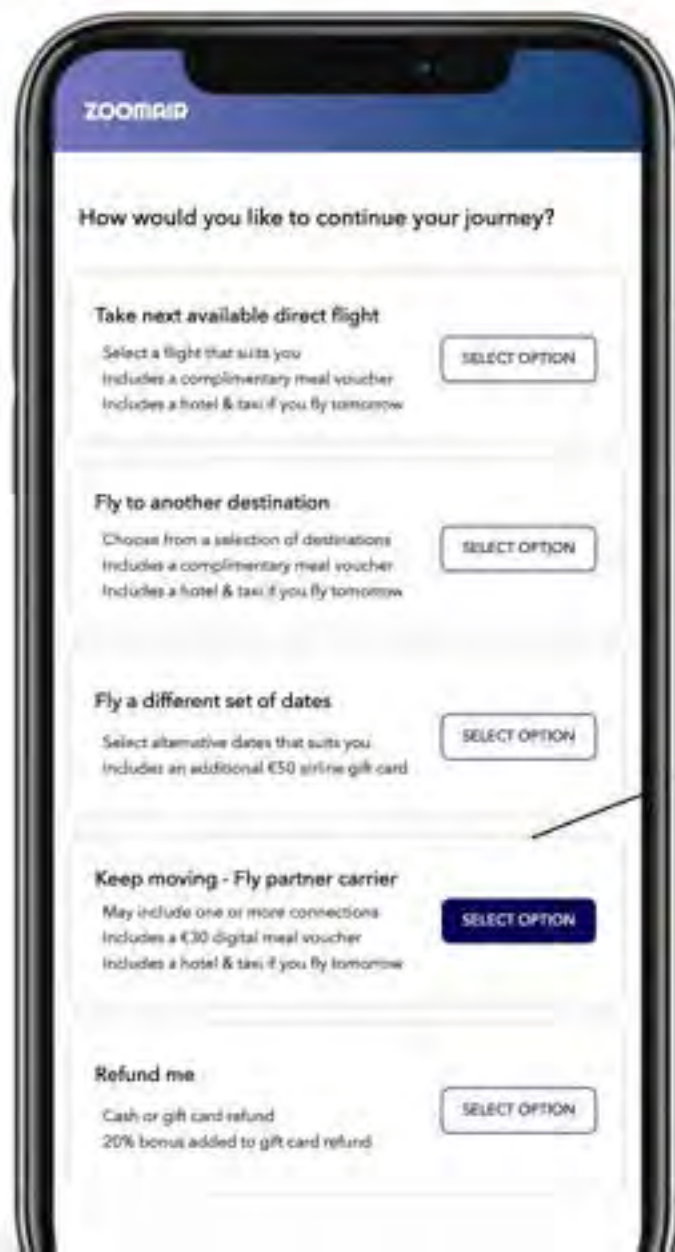 ZOOMAIR
How would you like to continue your journey?
Take next available direct flight
Select a flight that suits you
Includes a complimentary meal voucher
Includes a hotel & taxi if you fly tomorrow
SELECT OPTION
Fly to another destination
Choose from a selection of destinations
Includes a complimentary meal voucher
Includes a hotel & taxi if you fly tomorrow
SELECT OPTION
Fly a different set of dates
Select alternative dates that suits you
Includes an additional €50 airline gift card
SELECT OPTION
Keep moving - Fly partner carrier
May include one or more connections
Includes a €30 digital meal voucher
Includes a hotel & taxi if you fly tomorrow
SELECT OPTION
Refund me
Cash or gift card refund
20% bonus added to gift card refund
SELECT OPTION